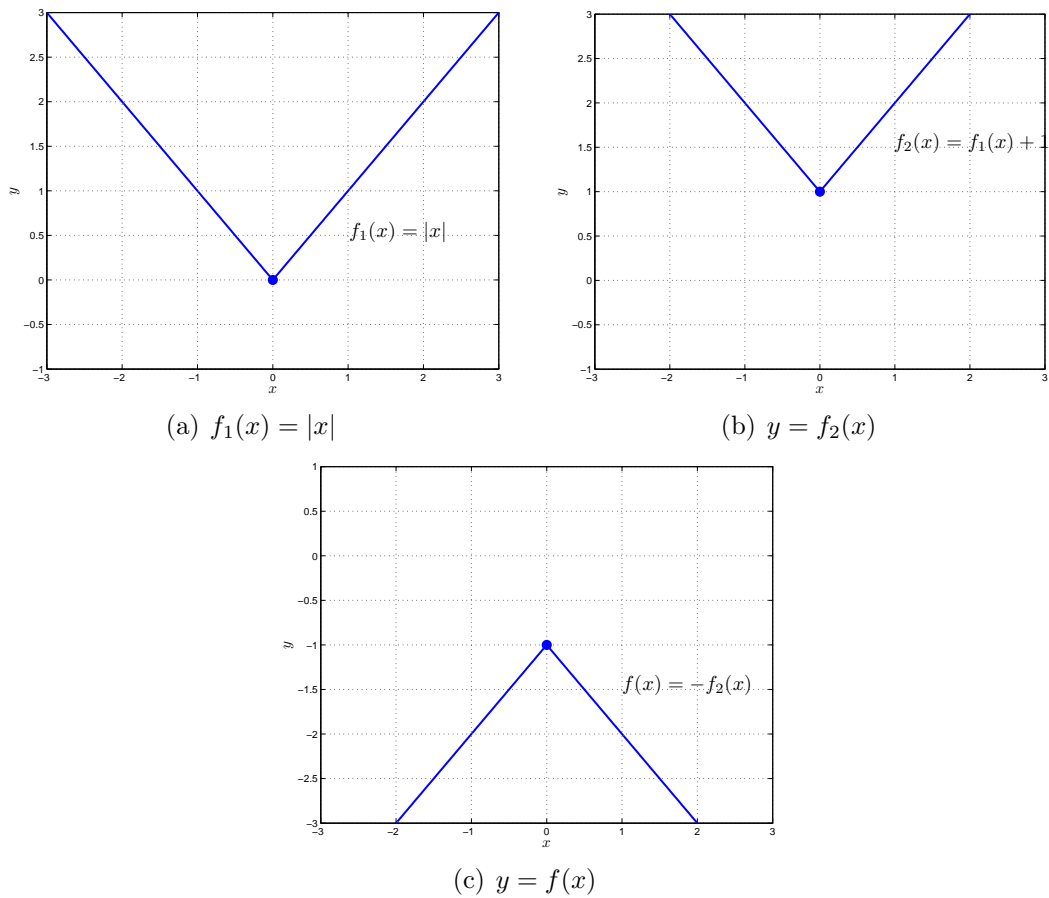 3
2.5
2
1.5
1
0.5
0
−0.5
−1
y
f₁(x) = |x|
−3 −2 −1 0 1 2 3
x
(a) f₁(x) = |x|
3
2.5
2
1.5
1
0.5
0
−0.5
−1
y
f₂(x) = f₁(x) + 1
−3 −2 −1 0 1 2 3
x
(b) y = f₂(x)
1
0.5
0
−0.5
−1
−1.5
−2
−2.5
−3
y
f(x) = −f₂(x)
−3 −2 −1 0 1 2 3
x
(c) y = f(x)